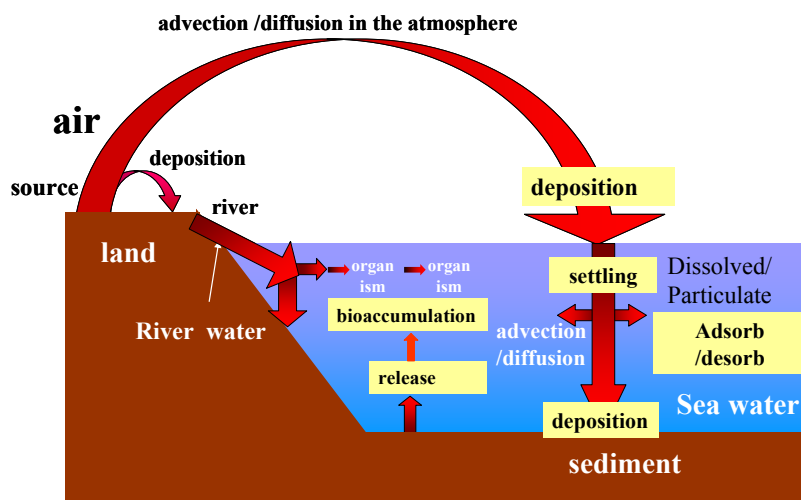 advection /diffusion in the atmosphere
air
deposition
source
deposition
river
land
settling
Dissolved/
Particulate
organ
ism
organ
ism
bioaccumulation
River water
advection
/diffusion
Adsorb
/desorb
release
Sea water
deposition
sediment